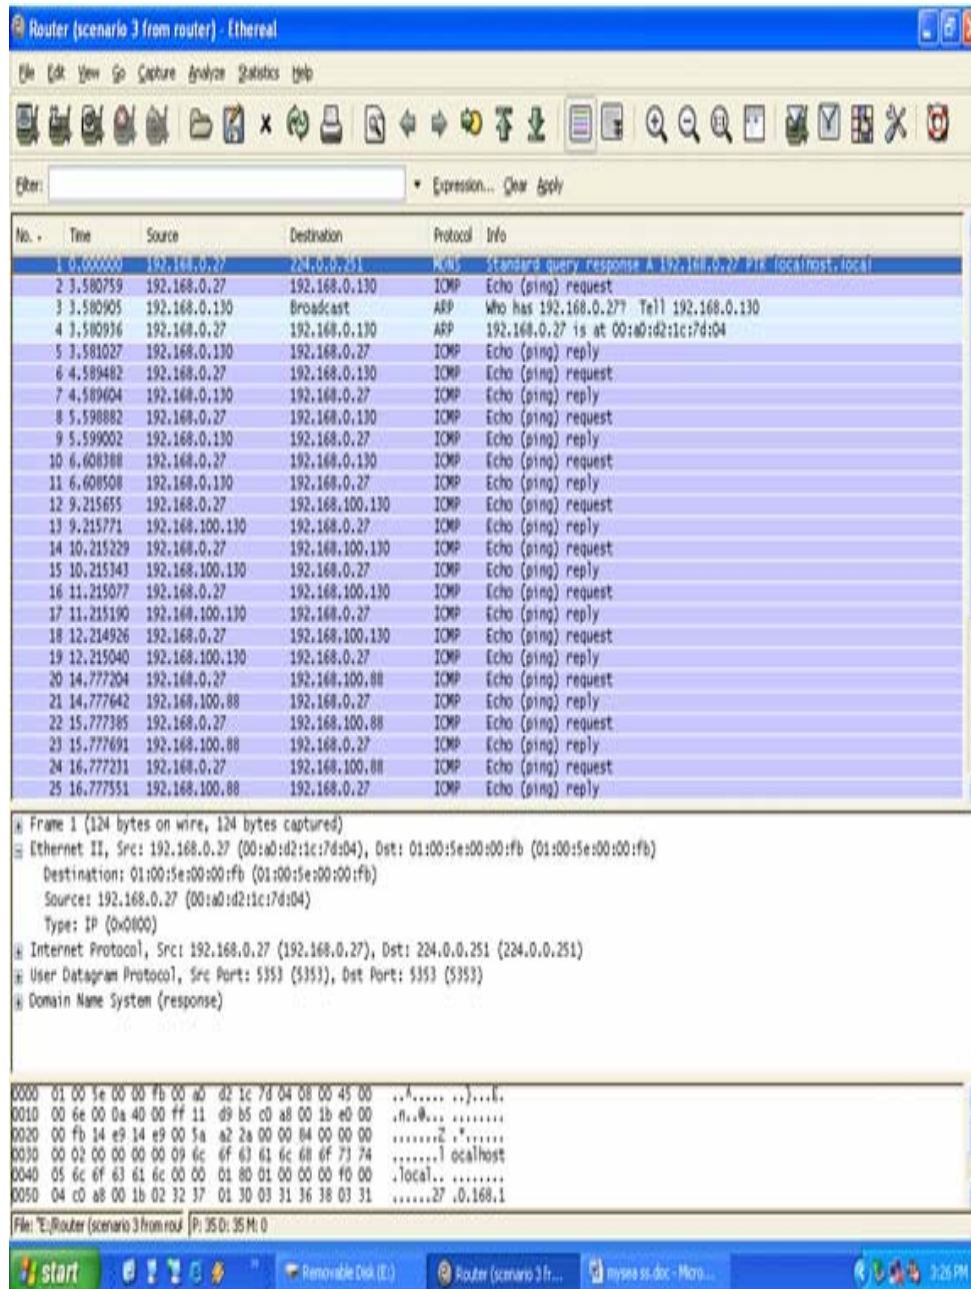 Router (scenario 3 from router) - Ethereal
File Edit View Go Capture Analyze Statistics Help
Filter: Expression... Clear Apply
No. - Time Source Destination Protocol Info
1 0.000000 192.168.0.27 224.0.0.251 MDNS Standard query response A 192.168.0.27 PTR localhost.local
2 3.580759 192.168.0.27 192.168.0.130 ICMP Echo (ping) request
3 3.580905 192.168.0.130 Broadcast ARP Who has 192.168.0.27? Tell 192.168.0.130
4 3.580936 192.168.0.27 192.168.0.130 ARP 192.168.0.27 is at 00:a0:d2:1c:7d:04
5 3.581027 192.168.0.130 192.168.0.27 ICMP Echo (ping) reply
6 4.589482 192.168.0.27 192.168.0.130 ICMP Echo (ping) request
7 4.589604 192.168.0.130 192.168.0.27 ICMP Echo (ping) reply
8 5.598882 192.168.0.27 192.168.0.130 ICMP Echo (ping) request
9 5.599002 192.168.0.130 192.168.0.27 ICMP Echo (ping) reply
10 6.608388 192.168.0.27 192.168.0.130 ICMP Echo (ping) request
11 6.608508 192.168.0.130 192.168.0.27 ICMP Echo (ping) reply
12 9.215655 192.168.0.27 192.168.100.130 ICMP Echo (ping) request
13 9.215771 192.168.100.130 192.168.0.27 ICMP Echo (ping) reply
14 10.215229 192.168.0.27 192.168.100.130 ICMP Echo (ping) request
15 10.215343 192.168.100.130 192.168.0.27 ICMP Echo (ping) reply
16 11.215077 192.168.0.27 192.168.100.130 ICMP Echo (ping) request
17 11.215190 192.168.100.130 192.168.0.27 ICMP Echo (ping) reply
18 12.214926 192.168.0.27 192.168.100.130 ICMP Echo (ping) request
19 12.215040 192.168.100.130 192.168.0.27 ICMP Echo (ping) reply
20 14.777204 192.168.0.27 192.168.100.88 ICMP Echo (ping) request
21 14.777642 192.168.100.88 192.168.0.27 ICMP Echo (ping) reply
22 15.777385 192.168.0.27 192.168.100.88 ICMP Echo (ping) request
23 15.777691 192.168.100.88 192.168.0.27 ICMP Echo (ping) reply
24 16.777231 192.168.0.27 192.168.100.88 ICMP Echo (ping) request
25 16.777551 192.168.100.88 192.168.0.27 ICMP Echo (ping) reply
Frame 1 (124 bytes on wire, 124 bytes captured)
Ethernet II, Src: 192.168.0.27 (00:a0:d2:1c:7d:04), Dst: 01:00:5e:00:00:fb (01:00:5e:00:00:fb)
Destination: 01:00:5e:00:00:fb (01:00:5e:00:00:fb)
Source: 192.168.0.27 (00:a0:d2:1c:7d:04)
Type: IP (0x0800)
Internet Protocol, Src: 192.168.0.27 (192.168.0.27), Dst: 224.0.0.251 (224.0.0.251)
User Datagram Protocol, Src Port: 5353 (5353), Dst Port: 5353 (5353)
Domain Name System (response)
0000 01 00 5e 00 00 fb 00 a0 d2 1c 7d 04 08 00 45 00 ..^..... ..}...E.
0010 00 6e 00 0a 40 00 ff 11 d9 b5 c0 a8 00 1b e0 00 .n..@... ........
0020 00 fb 14 e9 14 e9 00 5a a2 2a 00 00 84 00 00 00 .......Z .*......
0030 00 02 00 00 00 00 09 6c 6f 63 61 6c 68 6f 73 74 .......l ocalhost
0040 05 6c 6f 63 61 6c 00 00 01 80 01 00 00 00 f0 00 .local.. ........
0050 04 c0 a8 00 1b 02 32 37 01 30 03 31 36 38 03 31 ......27 .0.168.1
File: "E:/Router (scenario 3 from rout P: 35 D: 35 M: 0
start Removable Disk (E:) Router (scenario 3 fr... mysea ss.doc - Micro... 3:26 PM